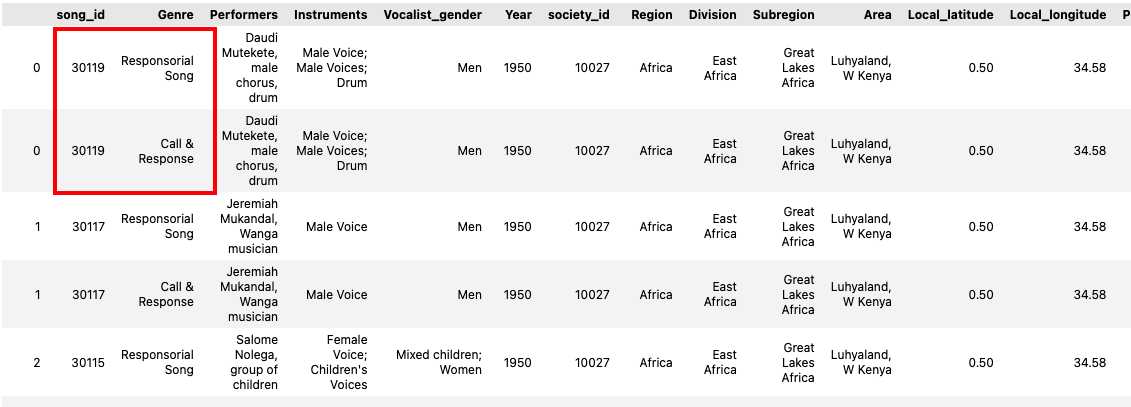 song_id Genre Performers Instruments Vocalist_gender Year society_id Region Division Subregion Area Local_latitude Local_longitude P
0 30119 Responsorial Song Daudi Mutekete, male chorus, drum Male Voice; Male Voices; Drum Men 1950 10027 Africa East Africa Great Lakes Africa Luhyaland, W Kenya 0.50 34.58
0 30119 Call & Response Daudi Mutekete, male chorus, drum Male Voice; Male Voices; Drum Men 1950 10027 Africa East Africa Great Lakes Africa Luhyaland, W Kenya 0.50 34.58
1 30117 Responsorial Song Jeremiah Mukandal, Wanga musician Male Voice Men 1950 10027 Africa East Africa Great Lakes Africa Luhyaland, W Kenya 0.50 34.58
1 30117 Call & Response Jeremiah Mukandal, Wanga musician Male Voice Men 1950 10027 Africa East Africa Great Lakes Africa Luhyaland, W Kenya 0.50 34.58
2 30115 Responsorial Song Salome Nolega, group of children Female Voice; Children's Voices Mixed children; Women 1950 10027 Africa East Africa Great Lakes Africa Luhyaland, W Kenya 0.50 34.58